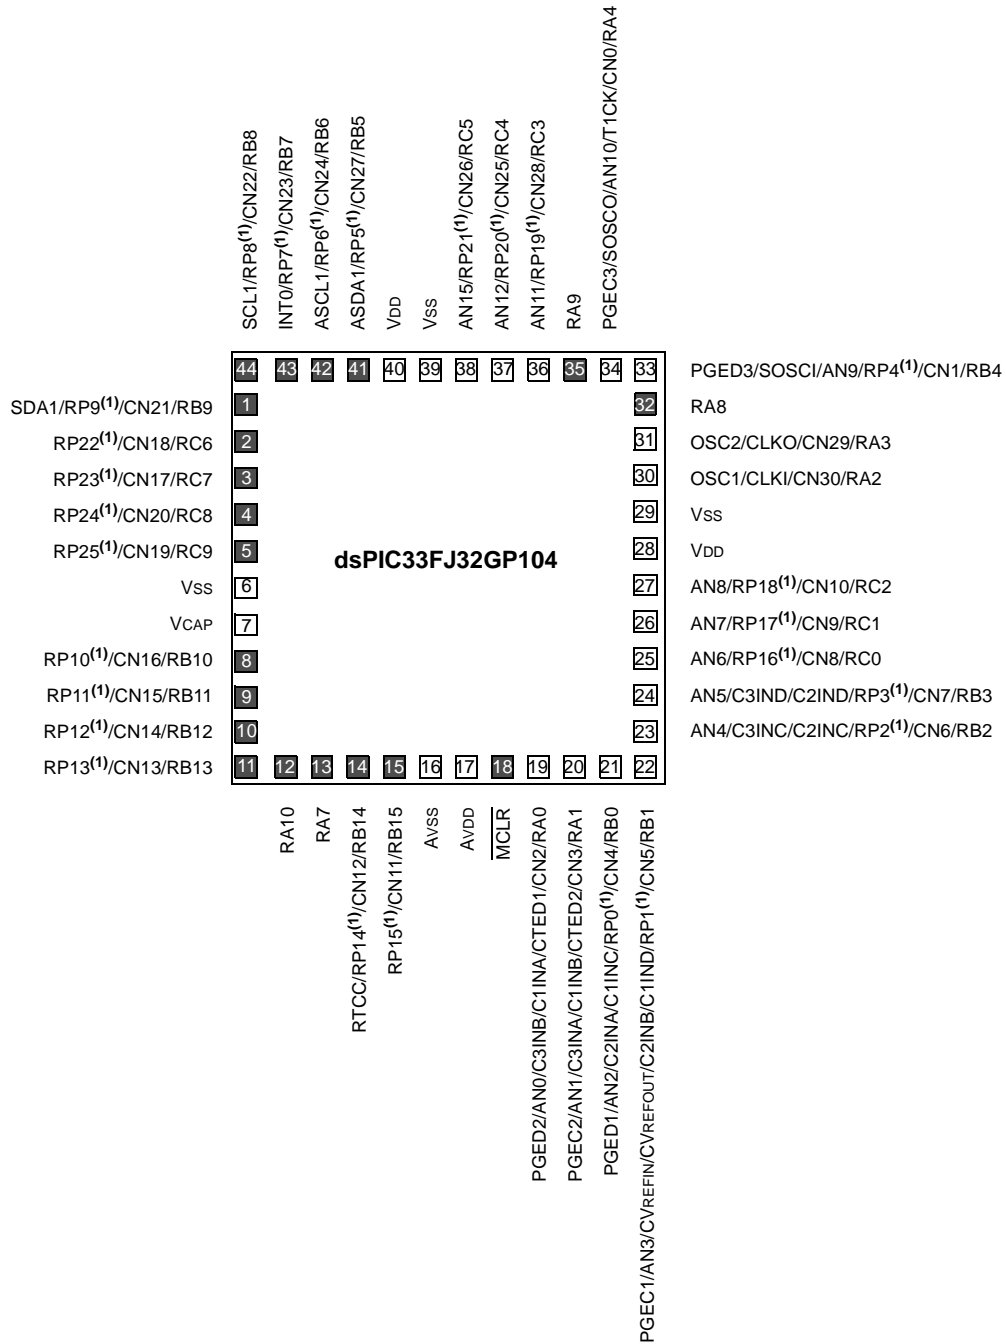 SCL1/RP8(1)/CN22/RB8
INT0/RP7(1)/CN23/RB7
ASCL1/RP6(1)/CN24/RB6
ASDA1/RP5(1)/CN27/RB5
VDD
VSS
AN15/RP21(1)/CN26/RC5
AN12/RP20(1)/CN25/RC4
AN11/RP19(1)/CN28/RC3
RA9
PGEC3/SOSCO/AN10/T1CK/CN0/RA4
44 43 42 41 40 39 38 37 36 35 34 33
PGED3/SOSCI/AN9/RP4(1)/CN1/RB4
SDA1/RP9(1)/CN21/RB9 1
32 RA8
RP22(1)/CN18/RC6 2
31 OSC2/CLKO/CN29/RA3
RP23(1)/CN17/RC7 3
30 OSC1/CLKI/CN30/RA2
RP24(1)/CN20/RC8 4
29 VSS
RP25(1)/CN19/RC9 5
dsPIC33FJ32GP104
28 VDD
VSS 6
27 AN8/RP18(1)/CN10/RC2
VCAP 7
26 AN7/RP17(1)/CN9/RC1
RP10(1)/CN16/RB10 8
25 AN6/RP16(1)/CN8/RC0
RP11(1)/CN15/RB11 9
24 AN5/C3IND/C2IND/RP3(1)/CN7/RB3
RP12(1)/CN14/RB12 10
23 AN4/C3INC/C2INC/RP2(1)/CN6/RB2
RP13(1)/CN13/RB13
11 12 13 14 15 16 17 18 19 20 21 22
RA10
RA7
RTCC/RP14(1)/CN12/RB14
RP15(1)/CN11/RB15
AVSS
AVDD
MCLR
PGED2/AN0/C3INB/C1INA/CTED1/CN2/RA0
PGEC2/AN1/C3INA/C1INB/CTED2/CN3/RA1
PGED1/AN2/C2INA/C1INC/RP0(1)/CN4/RB0
PGEC1/AN3/CVREFIN/CVREFOUT/C2INB/C1IND/RP1(1)/CN5/RB1